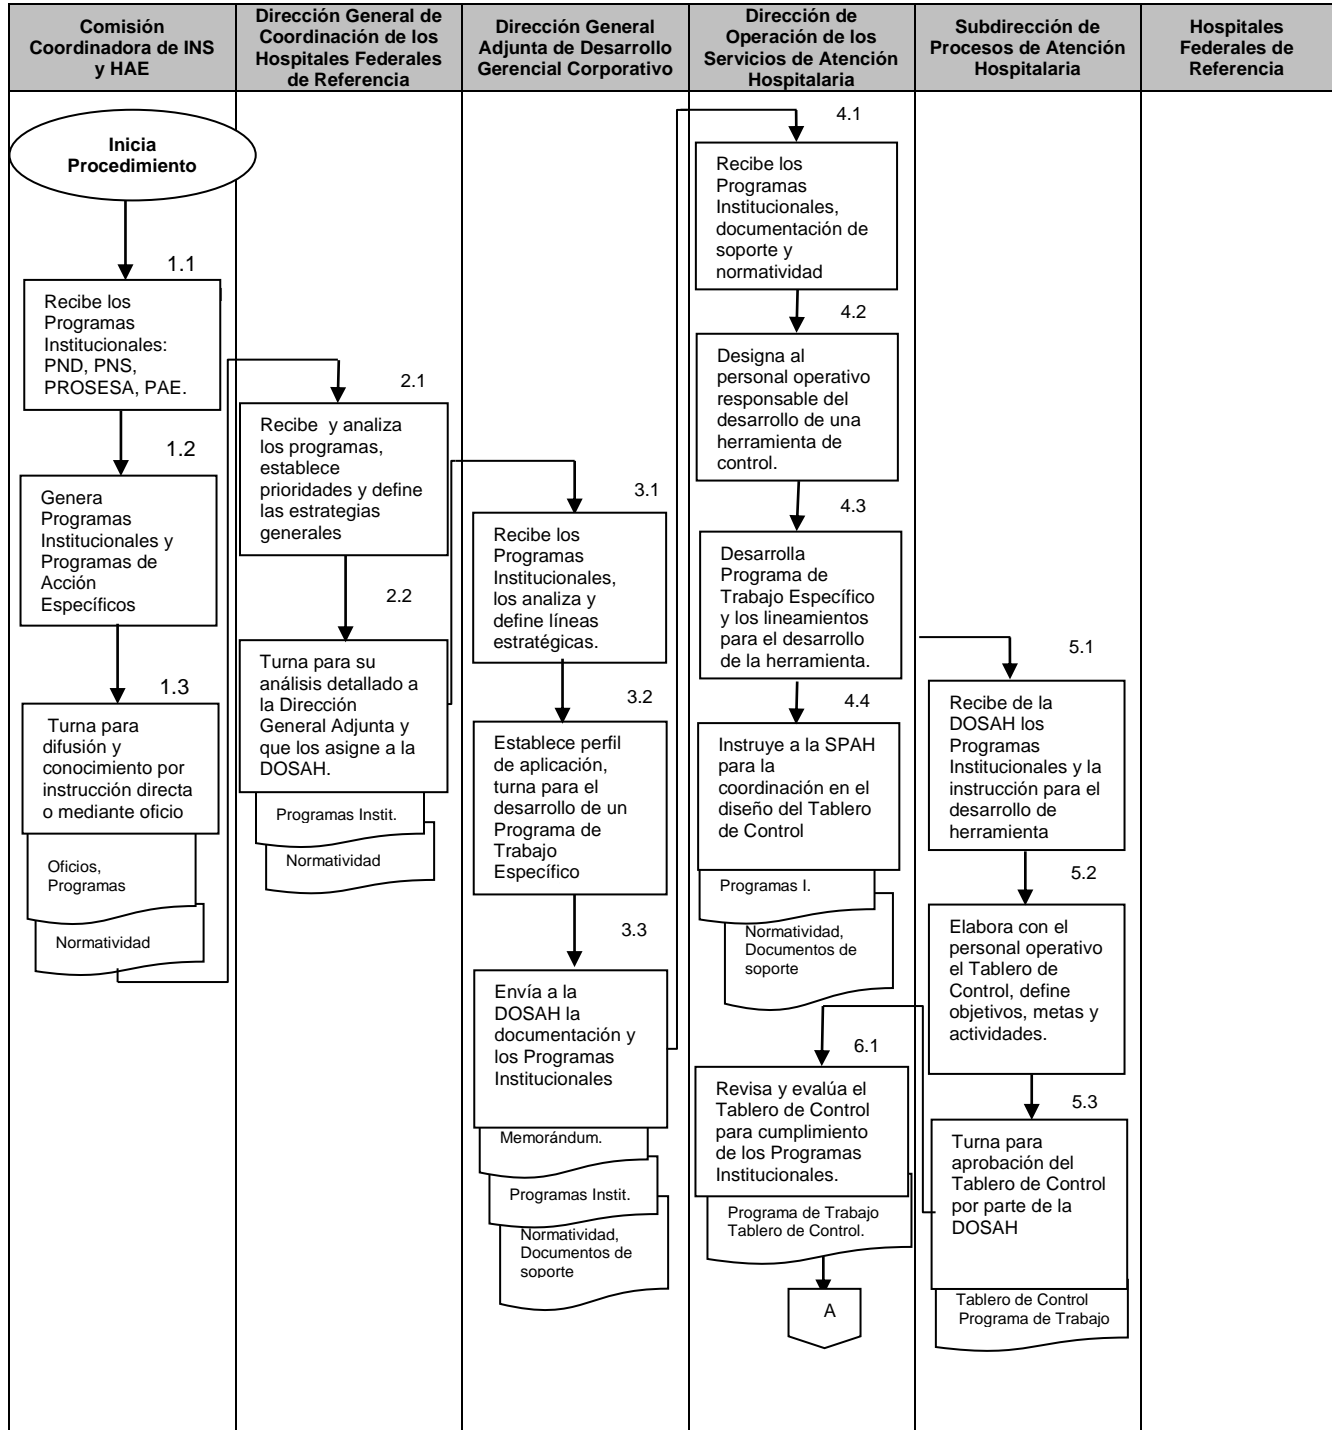 Comisión
Coordinadora de INS
y HAE
Dirección General de
Coordinación de los
Hospitales Federales
de Referencia
Dirección General
Adjunta de Desarrollo
Gerencial Corporativo
Dirección de
Operación de los
Servicios de Atención
Hospitalaria
Subdirección de
Procesos de Atención
Hospitalaria
Hospitales
Federales de
Referencia
Inicia
Procedimiento
1.1
Recibe los
Programas
Institucionales:
PND, PNS,
PROSESA, PAE.
1.2
Genera
Programas
Institucionales y
Programas de
Acción
Específicos
1.3
Turna para
difusión y
conocimiento por
instrucción directa
o mediante oficio
Oficios,
Programas
Normatividad
2.1
Recibe y analiza
los programas,
establece
prioridades y define
las estrategias
generales
2.2
Turna para su
análisis detallado a
la Dirección
General Adjunta y
que los asigne a la
DOSAH.
Programas Instit.
Normatividad
3.1
Recibe los
Programas
Institucionales,
los analiza y
define líneas
estratégicas.
3.2
Establece perfil
de aplicación,
turna para el
desarrollo de un
Programa de
Trabajo
Específico
3.3
Envía a la
DOSAH la
documentación y
los Programas
Institucionales
Memorándum.
Programas Instit.
Normatividad,
Documentos de
soporte
4.1
Recibe los
Programas
Institucionales,
documentación de
soporte y
normatividad
4.2
Designa al
personal operativo
responsable del
desarrollo de una
herramienta de
control.
4.3
Desarrolla
Programa de
Trabajo Específico
y los lineamientos
para el desarrollo
de la herramienta.
4.4
Instruye a la SPAH
para la
coordinación en el
diseño del Tablero
de Control
Programas I.
Normatividad,
Documentos de
soporte
5.1
Recibe de la
DOSAH los
Programas
Institucionales y la
instrucción para el
desarrollo de
herramienta
5.2
Elabora con el
personal operativo
el Tablero de
Control, define
objetivos, metas y
actividades.
5.3
Turna para
aprobación del
Tablero de Control
por parte de la
DOSAH
Tablero de Control
Programa de Trabajo
6.1
Revisa y evalúa el
Tablero de Control
para cumplimiento
de los Programas
Institucionales.
Programa de Trabajo
Tablero de Control.
A